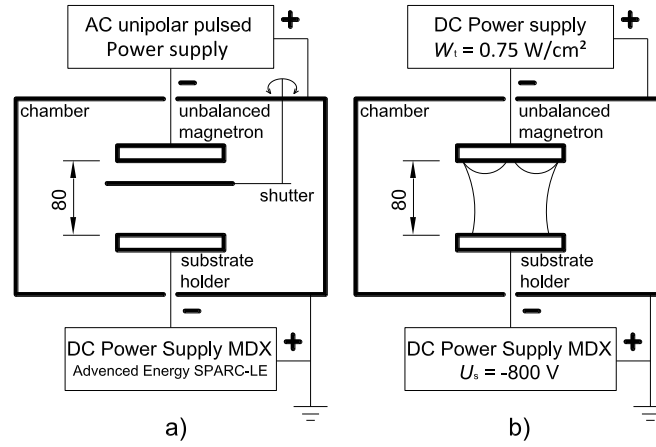 AC unipolar pulsed
Power supply
+
−
chamber
unbalanced
magnetron
80
shutter
substrate
holder
−
DC Power Supply MDX
Advanced Energy SPARC-LE
+
a)
DC Power supply
Wt = 0.75 W/cm²
+
−
chamber
unbalanced
magnetron
80
substrate
holder
−
DC Power Supply MDX
Us = -800 V
+
b)